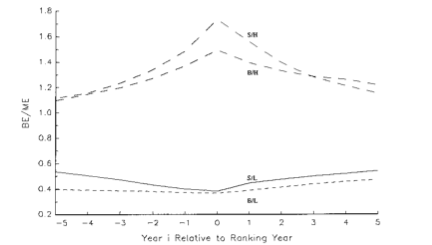 1.8
1.6
1.4
1.2
1.0
0.8
0.6
0.4
0.2
BE/ME
S/H
B/H
S/L
B/L
-5 -4 -3 -2 -1 0 1 2 3 4 5
Year i Relative to Ranking Year